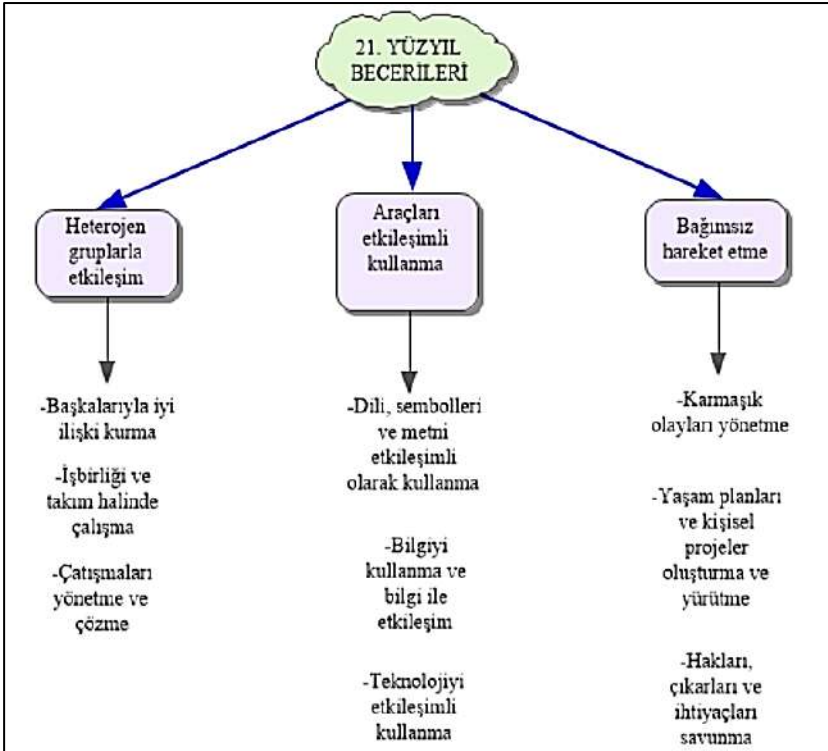 21. YÜZYIL
BECERİLERİ
Heterojen
gruplarla
etkileşim
-Başkalarıyla iyi
ilişki kurma
-İşbirliği ve
takım halinde
çalışma
-Çatışmaları
yönetme ve
çözme
Araçları
etkileşimli
kullanma
-Dili, sembolleri
ve metni
etkileşimli
olarak kullanma
-Bilgiyi
kullanma ve
bilgi ile
etkileşim
-Teknolojiyi
etkileşimli
kullanma
Bağımsız
hareket etme
-Karmaşık
olayları yönetme
-Yaşam planları
ve kişisel
projeler
oluşturma ve
yürütme
-Hakları,
çıkarları ve
ihtiyaçları
savunma